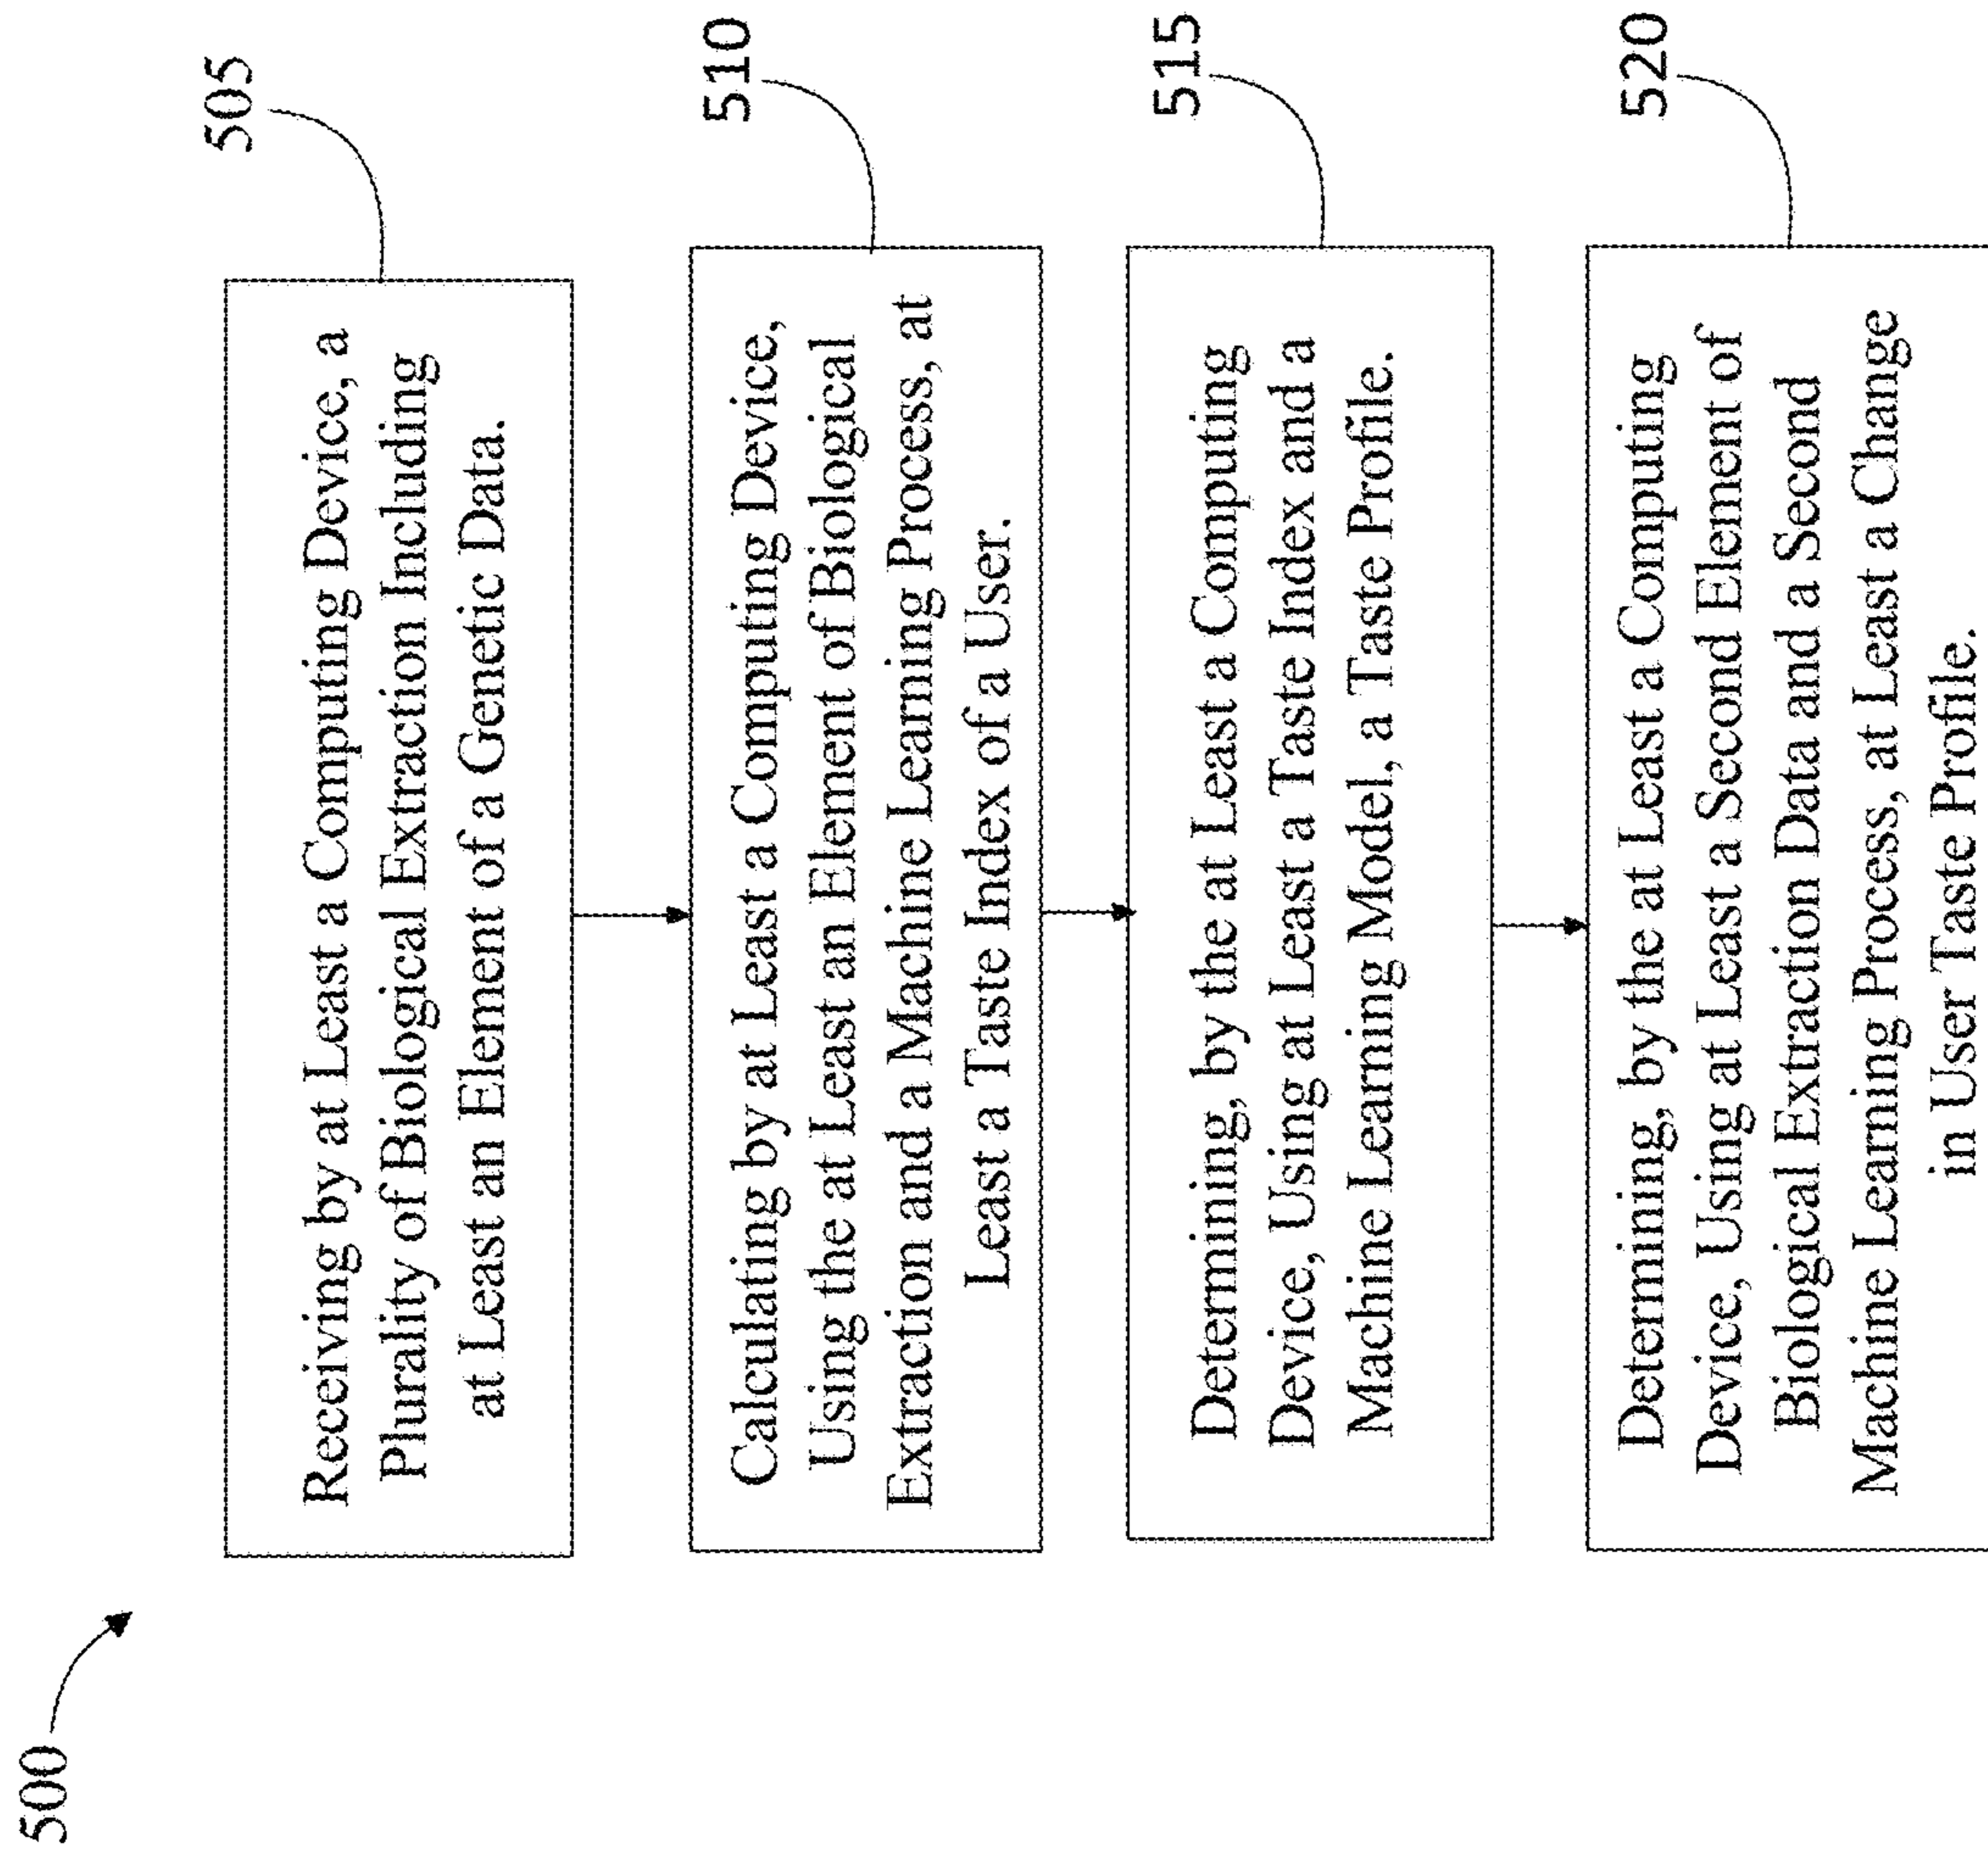 500
505
Receiving by at Least a Computing Device, a
Plurality of Biological Extraction Including
at Least an Element of a Genetic Data.
510
Calculating by at Least a Computing Device,
Using the at Least an Element of Biological
Extraction and a Machine Learning Process, at
Least a Taste Index of a User.
515
Determining, by the at Least a Computing
Device, Using at Least a Taste Index and a
Machine Learning Model, a Taste Profile.
520
Determining, by the at Least a Computing
Device, Using at Least a Second Element of
Biological Extraction Data and a Second
Machine Learning Process, at Least a Change
in User Taste Profile.